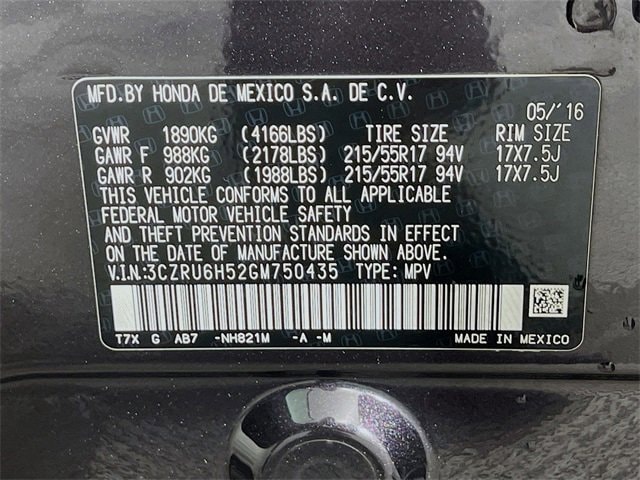 MFD.BY HONDA DE MEXICO S.A. DE C.V.
05/'16
GVWR 1890KG (4166LBS) TIRE SIZE RIM SIZE
GAWR F 988KG (2178LBS) 215/55R17 94V 17X7.5J
GAWR R 902KG (1988LBS) 215/55R17 94V 17X7.5J
THIS VEHICLE CONFORMS TO ALL APPLICABLE
FEDERAL MOTOR VEHICLE SAFETY
AND THEFT PREVENTION STANDARDS IN EFFECT
ON THE DATE OF MANUFACTURE SHOWN ABOVE.
V.I.N:3CZRU6H52GM750435 TYPE: MPV
T7X G AB7 -NH821M -A -M MADE IN MEXICO